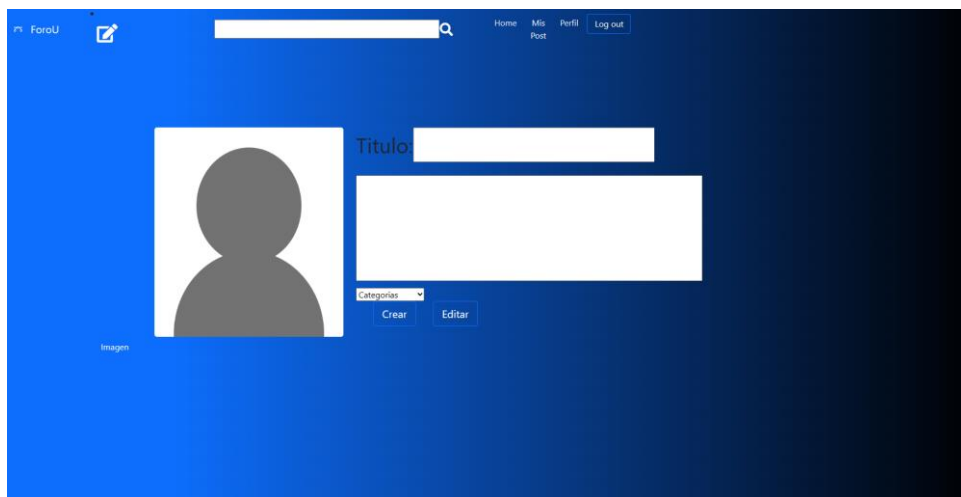 ForoU
Home
Mis Post
Perfil
Log out
Titulo:
Categorias
Crear
Editar
Imagen